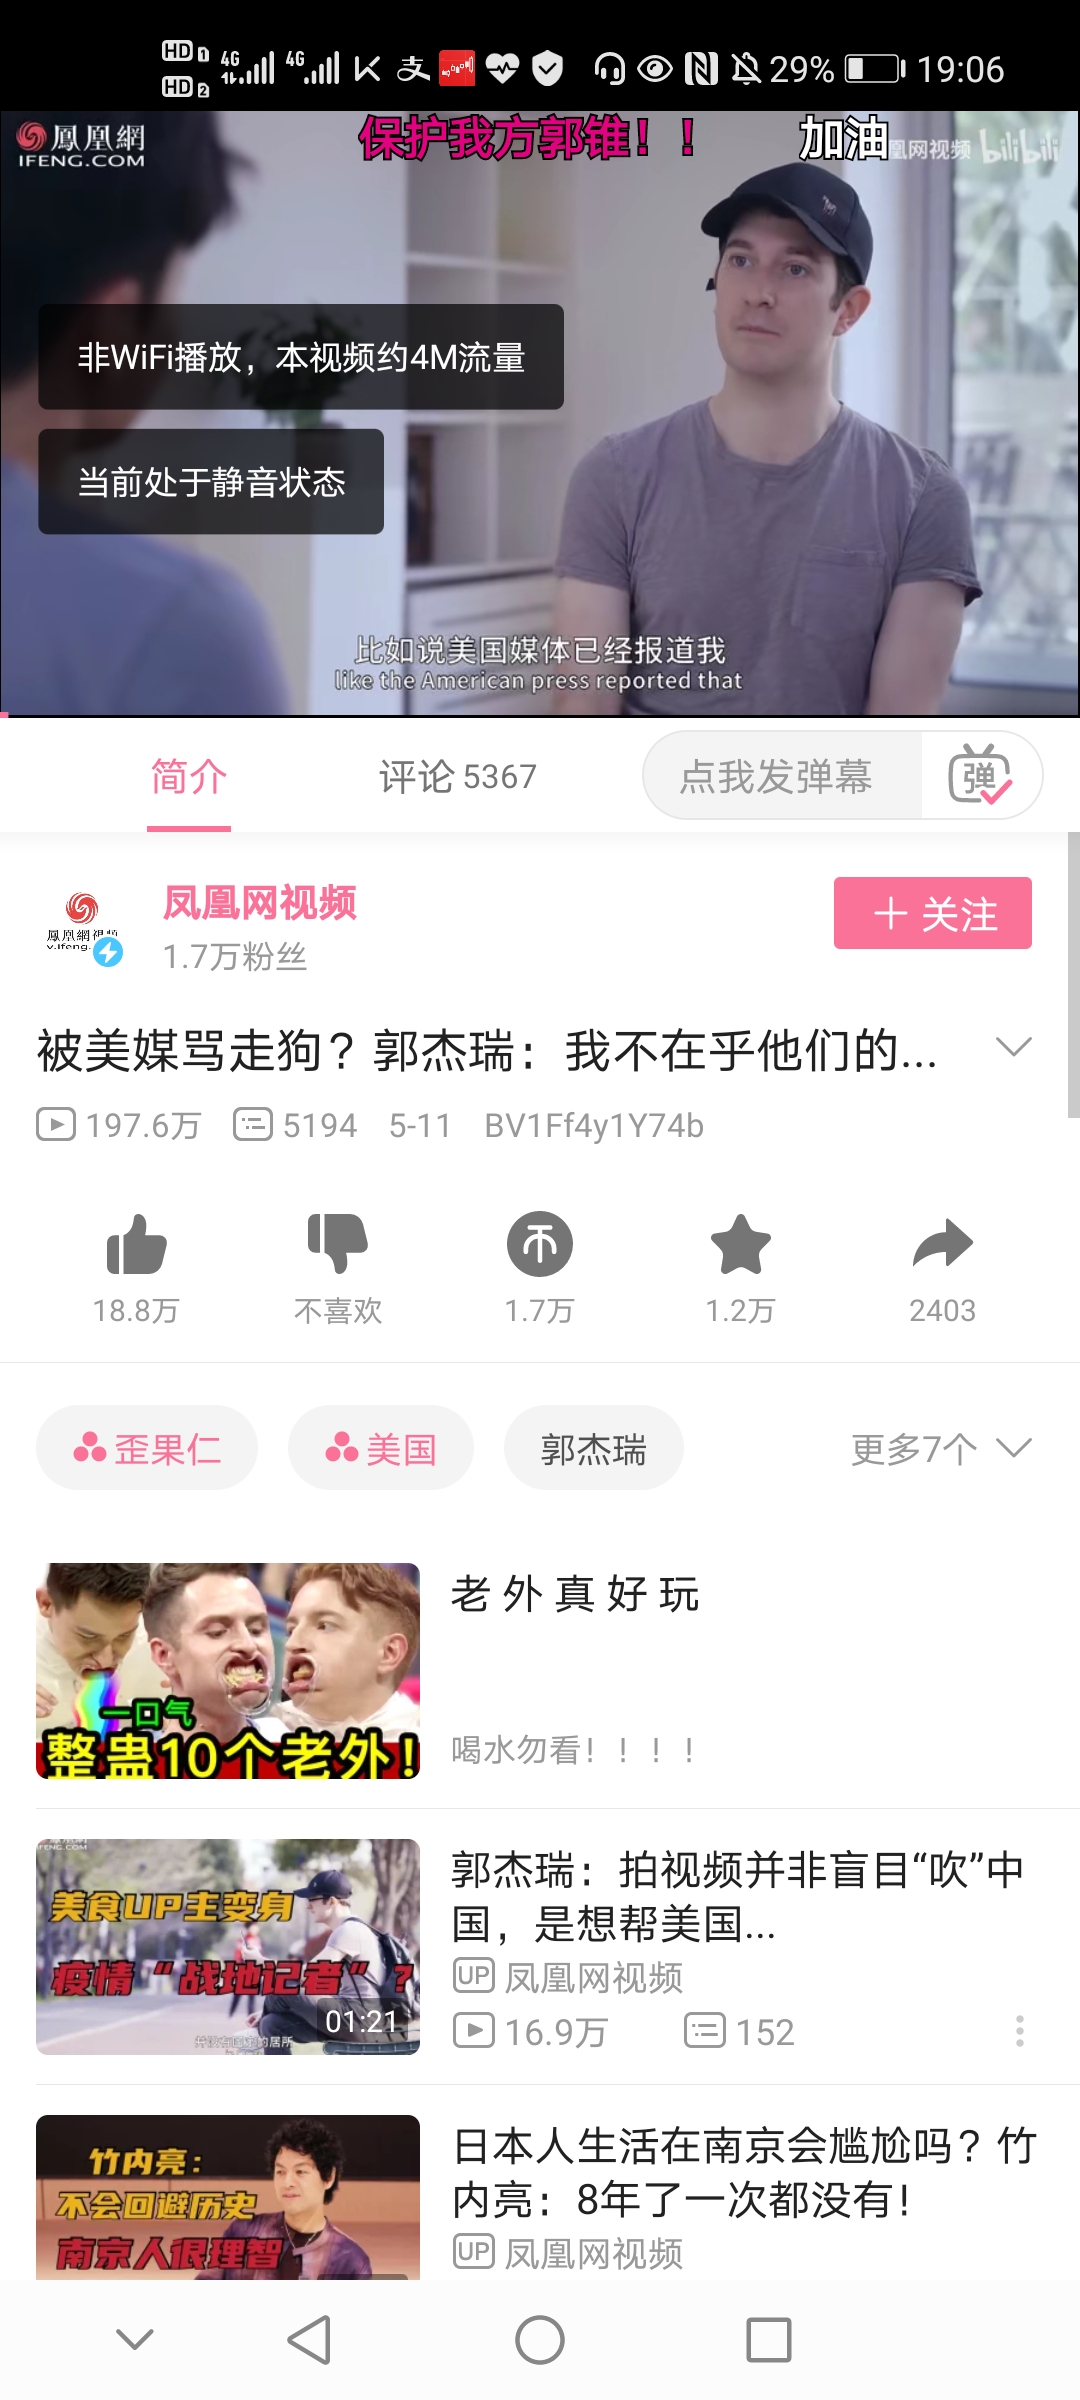 HD 1
HD 2
4G
4G
支
29%
19:06
鳳凰網
IFENG.COM
保护我方郭锥！！
加油
凰网视频
bilibili
非WiFi播放，本视频约4M流量
当前处于静音状态
比如说美国媒体已经报道我
like the American press reported that
简介
评论 5367
点我发弹幕
弹
鳳凰網視頻
凤凰网视频
1.7万粉丝
关注
被美媒骂走狗？郭杰瑞：我不在乎他们的...
197.6万 5194 5-11 BV1Ff4y1Y74b
18.8万
不喜欢
1.7万
1.2万
2403
歪果仁
美国
郭杰瑞
更多7个
一口气
整蛊10个老外！
老 外 真 好 玩
喝水勿看！！！！
IFENG.COM
美食UP主变身
疫情“战地记者”？
01:21
郭杰瑞：拍视频并非盲目“吹”中
国，是想帮美国...
UP 凤凰网视频
16.9万 152
竹内亮：
不会回避历史
南京人很理智
日本人生活在南京会尴尬吗？竹
内亮：8年了一次都没有！
UP 凤凰网视频